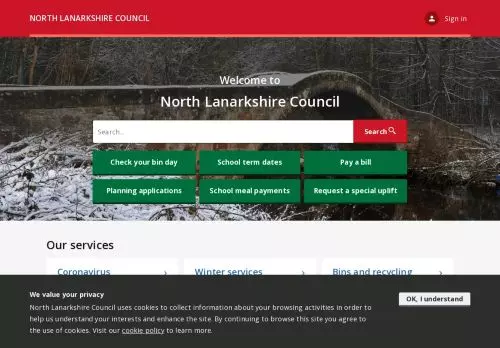 NORTH LANARKSHIRE COUNCIL
Sign in
Welcome to
North Lanarkshire Council
Search...
Search
Check your bin day
School term dates
Pay a bill
Planning applications
School meal payments
Request a special uplift
Our services
Coronavirus
Winter services
Bins and recycling
We value your privacy
OK, I understand
North Lanarkshire Council uses cookies to collect information about your browsing activities in order to
help us understand your interests and enhance the site. By continuing to browse this site you agree to
the use of cookies. Visit our cookie policy to learn more.